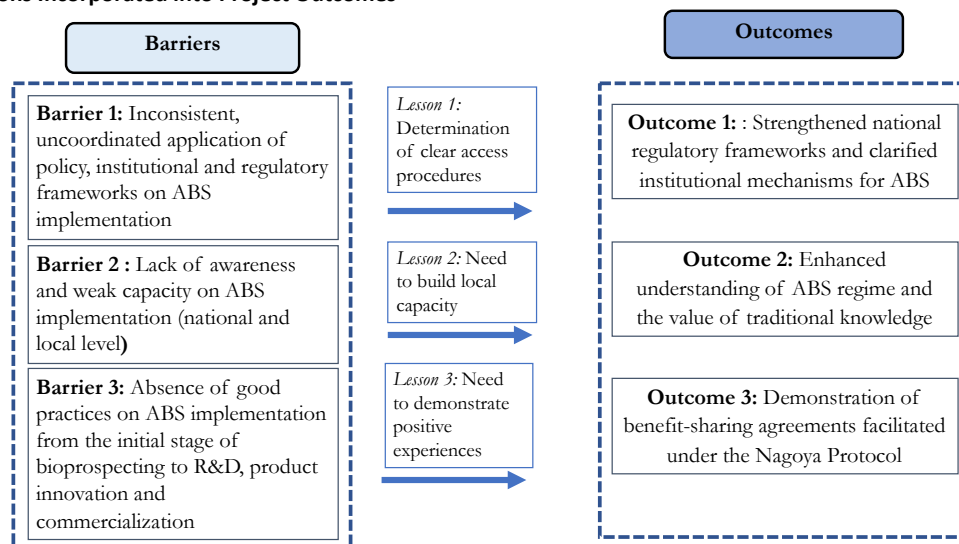 Barriers
Outcomes
Barrier 1: Inconsistent,
uncoordinated application of
policy, institutional and regulatory
frameworks on ABS
implementation
Lesson 1:
Determination
of clear access
procedures
Outcome 1: : Strengthened national
regulatory frameworks and clarified
institutional mechanisms for ABS
Barrier 2 : Lack of awareness
and weak capacity on ABS
implementation (national and
local level)
Lesson 2: Need
to build local
capacity
Outcome 2: Enhanced
understanding of ABS regime and
the value of traditional knowledge
Barrier 3: Absence of good
practices on ABS implementation
from the initial stage of
bioprospecting to R&D, product
innovation and
commercialization
Lesson 3: Need
to demonstrate
positive
experiences
Outcome 3: Demonstration of
benefit-sharing agreements facilitated
under the Nagoya Protocol